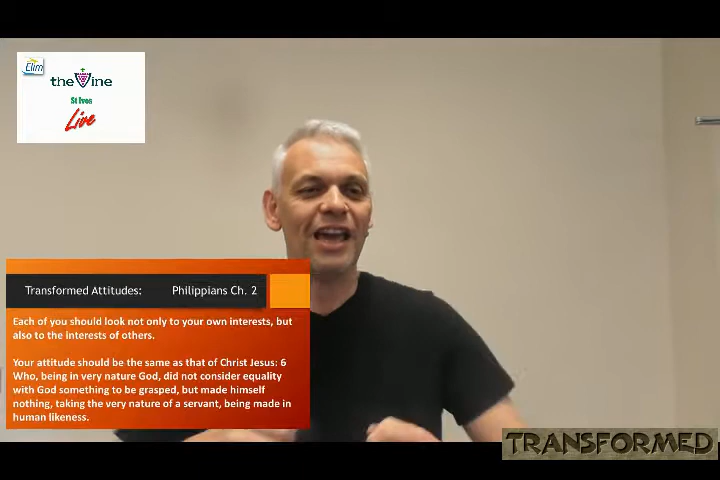 Elim
the Vine
St Ives
Live
Transformed Attitudes: Philippians Ch. 2
Each of you should look not only to your own interests, but
also to the interests of others.
Your attitude should be the same as that of Christ Jesus: 6
Who, being in very nature God, did not consider equality
with God something to be grasped, but made himself
nothing, taking the very nature of a servant, being made in
human likeness.
TRANSFORMED